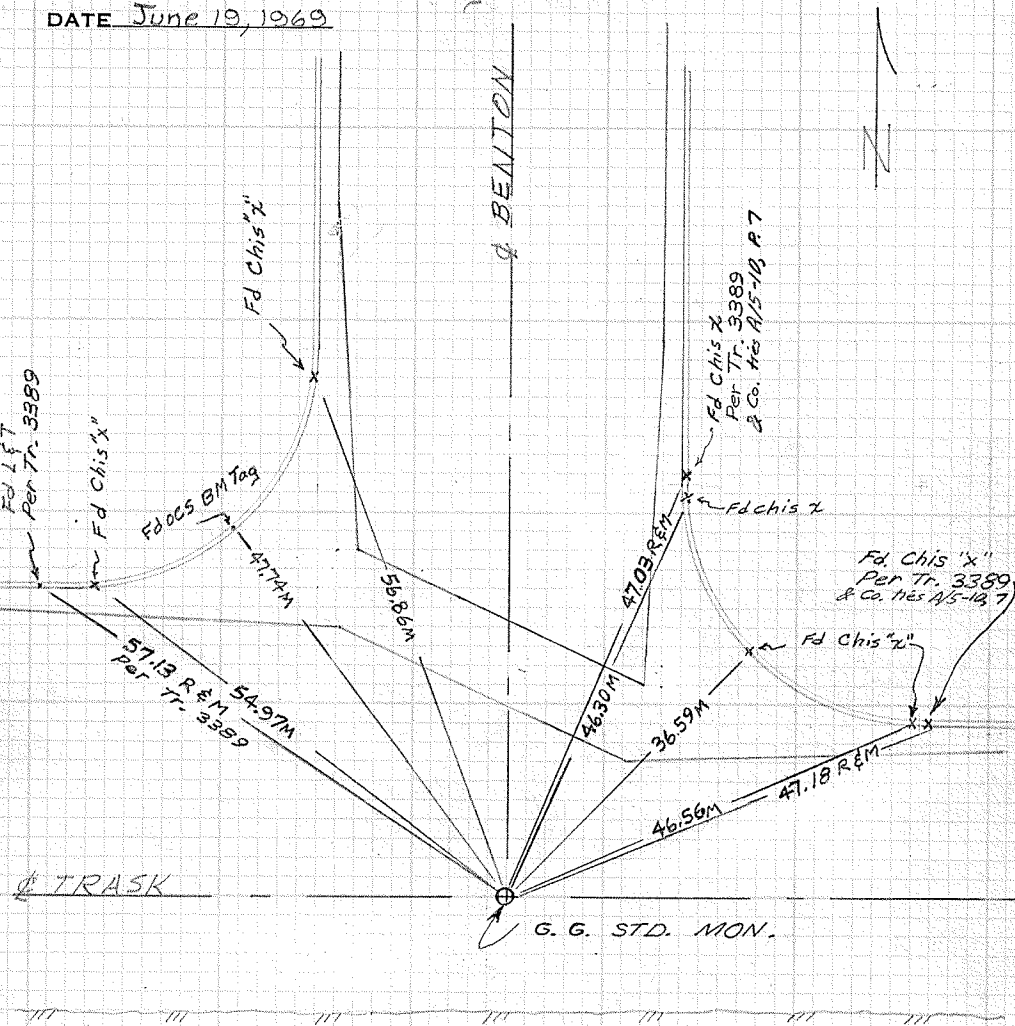 DATE June 19, 1969
℄ BENTON
N
Fd Chis "x"
Fd Chis x
Per Tr. 3389
& Co. ties A/5-10, P. 7
Fd L&T
Per Tr. 3389
Fd Chis "x"
Fd OCS BM Tag
Fd chis x
Fd. Chis "x"
Per Tr. 3389
& Co. ties A/5-10, 7
Fd Chis "x"
47.74M
56.86M
47.03 R&M
46.30M
36.59M
57.13 R&M
Per Tr. 3389
54.97M
46.56M
47.18 R&M
℄ TRASK
G. G. STD. MON.